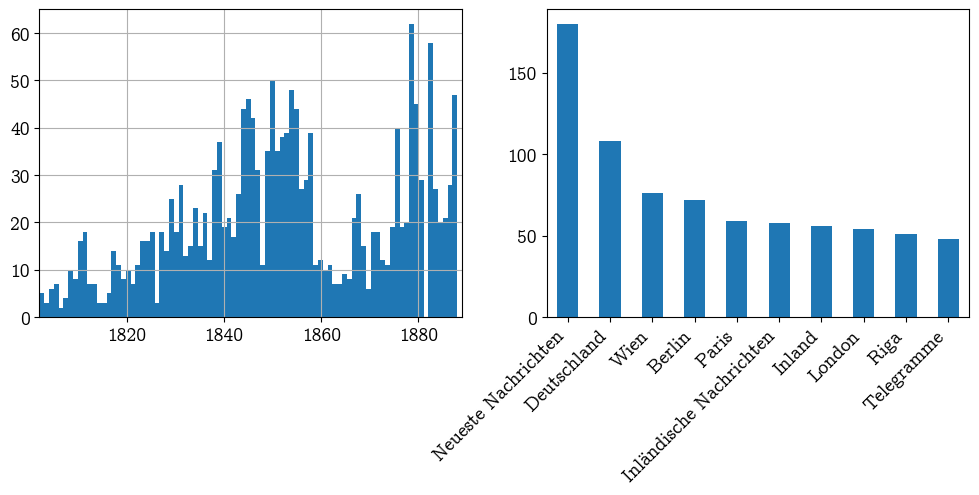 60
50
40
30
20
10
0
1820 1840 1860 1880
150
100
50
0
Neueste Nachrichten
Deutschland
Wien
Berlin
Paris
Inländische Nachrichten
Inland
London
Riga
Telegramme